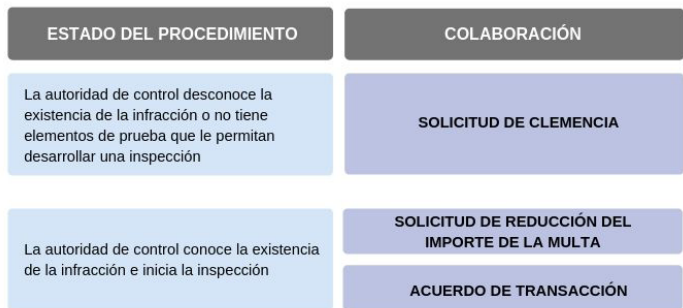 ESTADO DEL PROCEDIMIENTO
COLABORACIÓN
La autoridad de control desconoce la
existencia de la infracción o no tiene
elementos de prueba que le permitan
desarrollar una inspección
SOLICITUD DE CLEMENCIA
La autoridad de control conoce la existencia
de la infracción e inicia la inspección
SOLICITUD DE REDUCCIÓN DEL
IMPORTE DE LA MULTA
ACUERDO DE TRANSACCIÓN